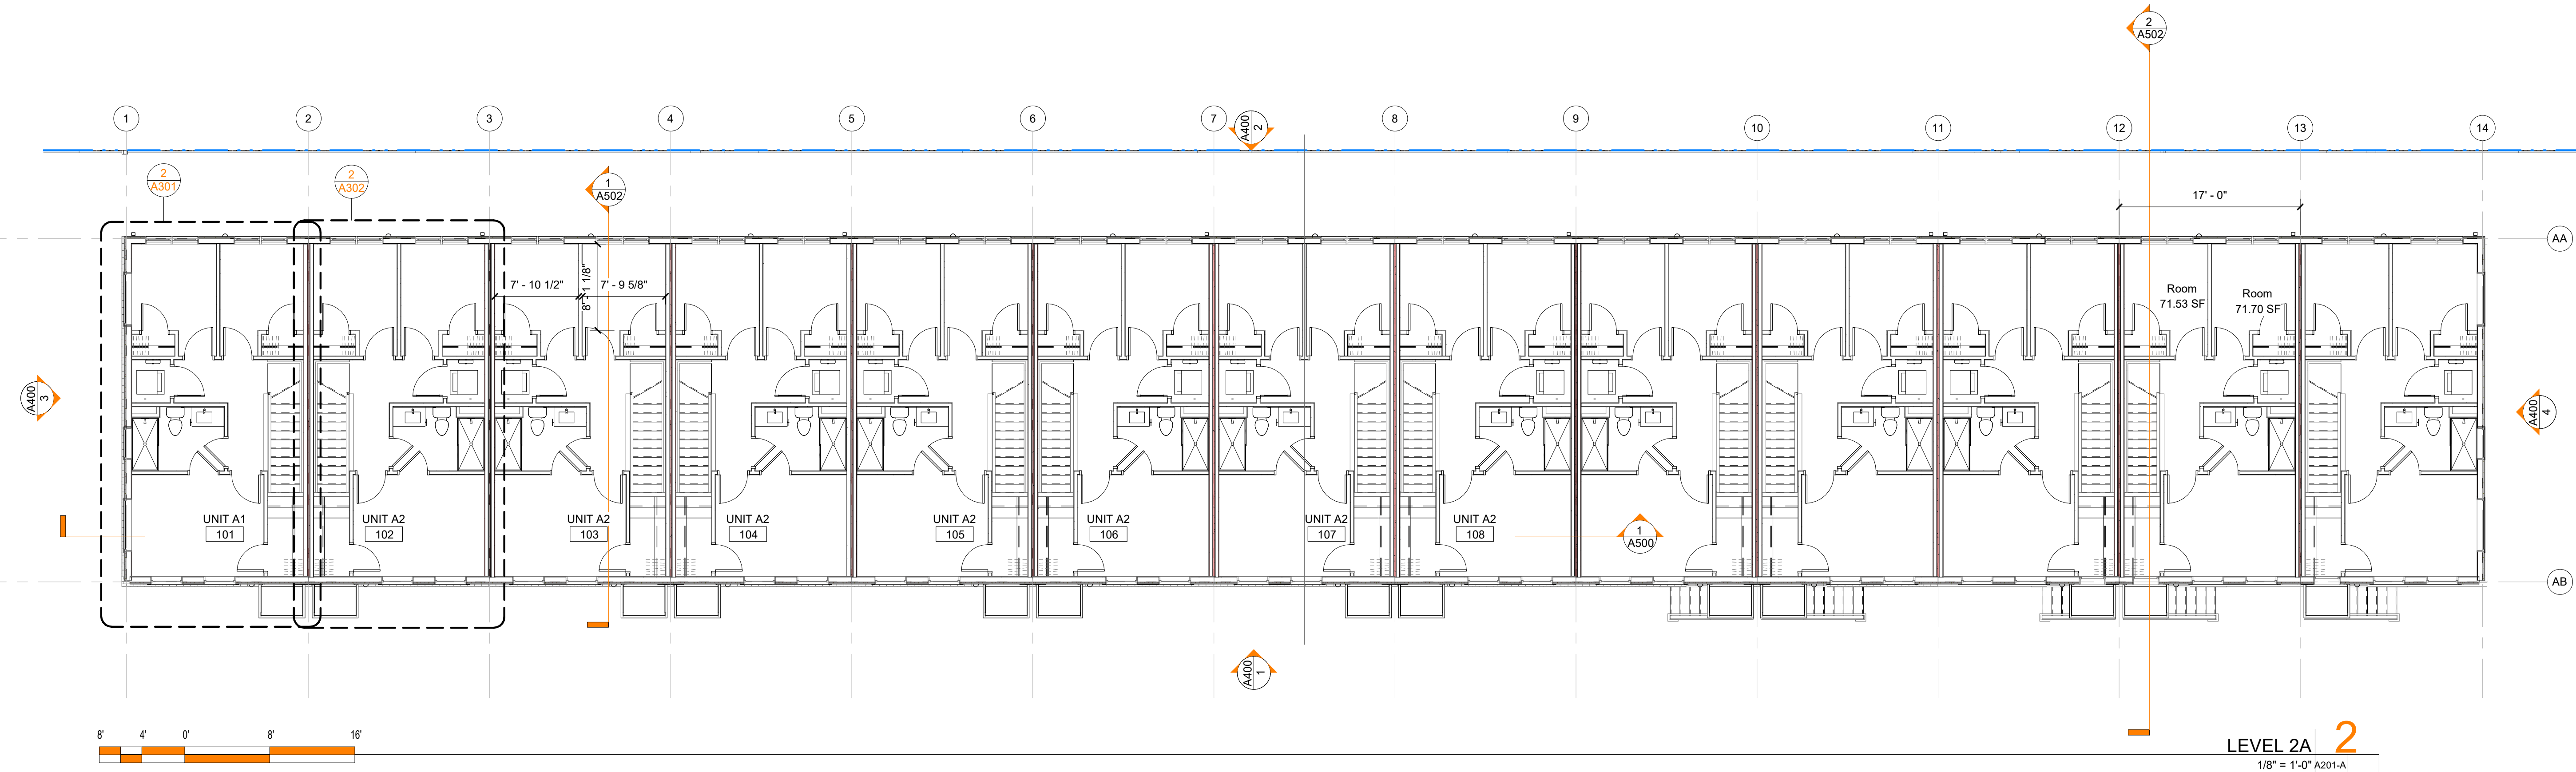 2
A502
1
2
3
4
5
6
7
8
9
10
11
12
13
14
A400
2
2
A301
2
A302
1
A502
17' - 0"
AA
7' - 10 1/2"
8' - 1 1/8"
7' - 9 5/8"
Room
71.53 SF
Room
71.70 SF
A400
3
A400
4
UNIT A1
101
UNIT A2
102
UNIT A2
103
UNIT A2
104
UNIT A2
105
UNIT A2
106
UNIT A2
107
UNIT A2
108
1
A500
AB
A400
1
8' 4' 0' 8' 16'
LEVEL 2A 2
1/8" = 1'-0" A201-A